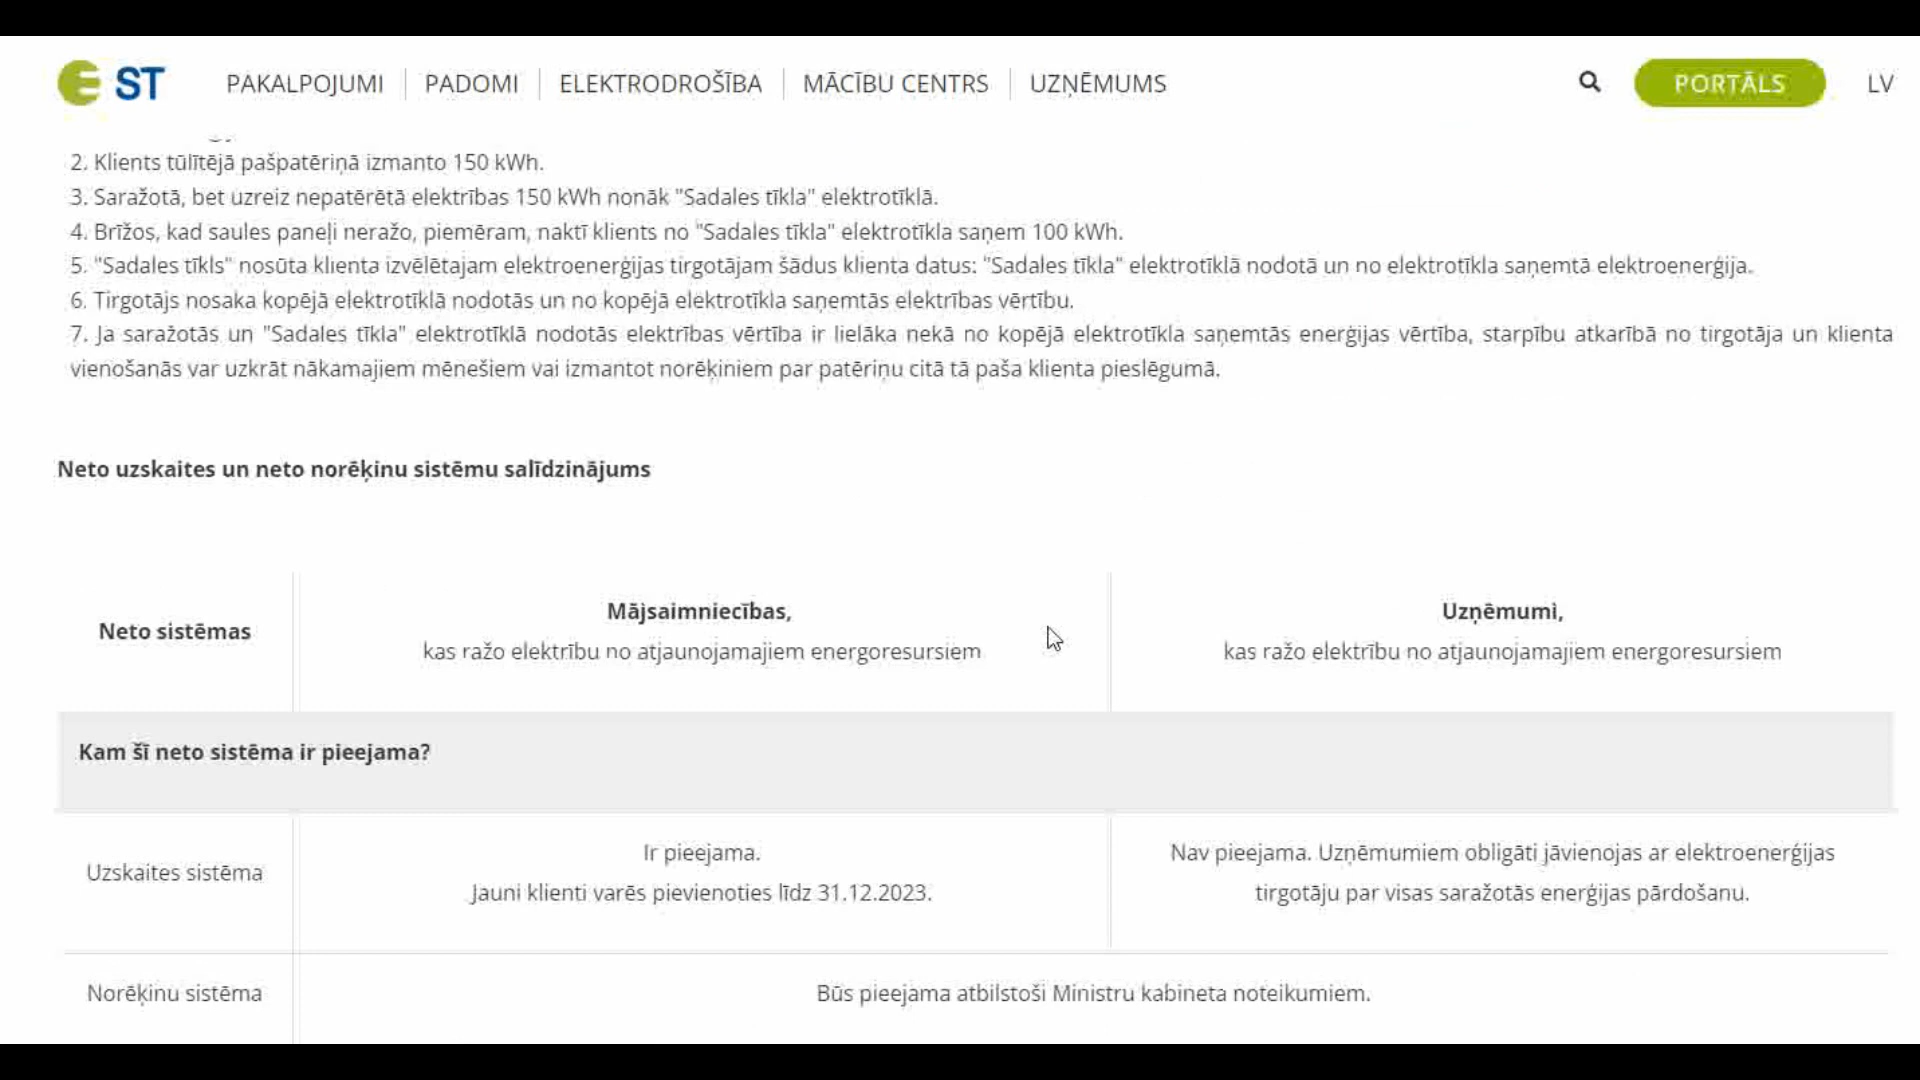 ST PAKALPOJUMI PADOMI ELEKTRODROŠĪBA MĀCĪBU CENTRS UZŅĒMUMS PORTĀLS LV
2. Klients tūlītējā pašpatēriņā izmanto 150 kWh.
3. Saražotā, bet uzreiz nepatērētā elektrības 150 kWh nonāk "Sadales tīkla" elektrotīklā.
4. Brīžos, kad saules paneļi neražo, piemēram, naktī klients no "Sadales tīkla" elektrotīkla saņem 100 kWh.
5. "Sadales tīkls" nosūta klienta izvēlētajam elektroenerģijas tirgotājam šādus klienta datus: "Sadales tīkla" elektrotīklā nodotā un no elektrotīkla saņemtā elektroenerģija.
6. Tirgotājs nosaka kopējā elektrotīklā nodotās un no kopējā elektrotīkla saņemtās elektrības vērtību.
7. Ja saražotās un "Sadales tīkla" elektrotīklā nodotās elektrības vērtība ir lielāka nekā no kopējā elektrotīkla saņemtās enerģijas vērtība, starpību atkarībā no tirgotāja un klienta
vienošanās var uzkrāt nākamajiem mēnešiem vai izmantot norēķiniem par patēriņu citā tā paša klienta pieslēgumā.
Neto uzskaites un neto norēķinu sistēmu salīdzinājums
Neto sistēmas
Mājsaimniecības,
kas ražo elektrību no atjaunojamajiem energoresursiem
Uzņēmumi,
kas ražo elektrību no atjaunojamajiem energoresursiem
Kam šī neto sistēma ir pieejama?
Uzskaites sistēma
Ir pieejama.
Jauni klienti varēs pievienoties līdz 31.12.2023.
Nav pieejama. Uzņēmumiem obligāti jāvienojas ar elektroenerģijas
tirgotāju par visas saražotās enerģijas pārdošanu.
Norēķinu sistēma
Būs pieejama atbilstoši Ministru kabineta noteikumiem.